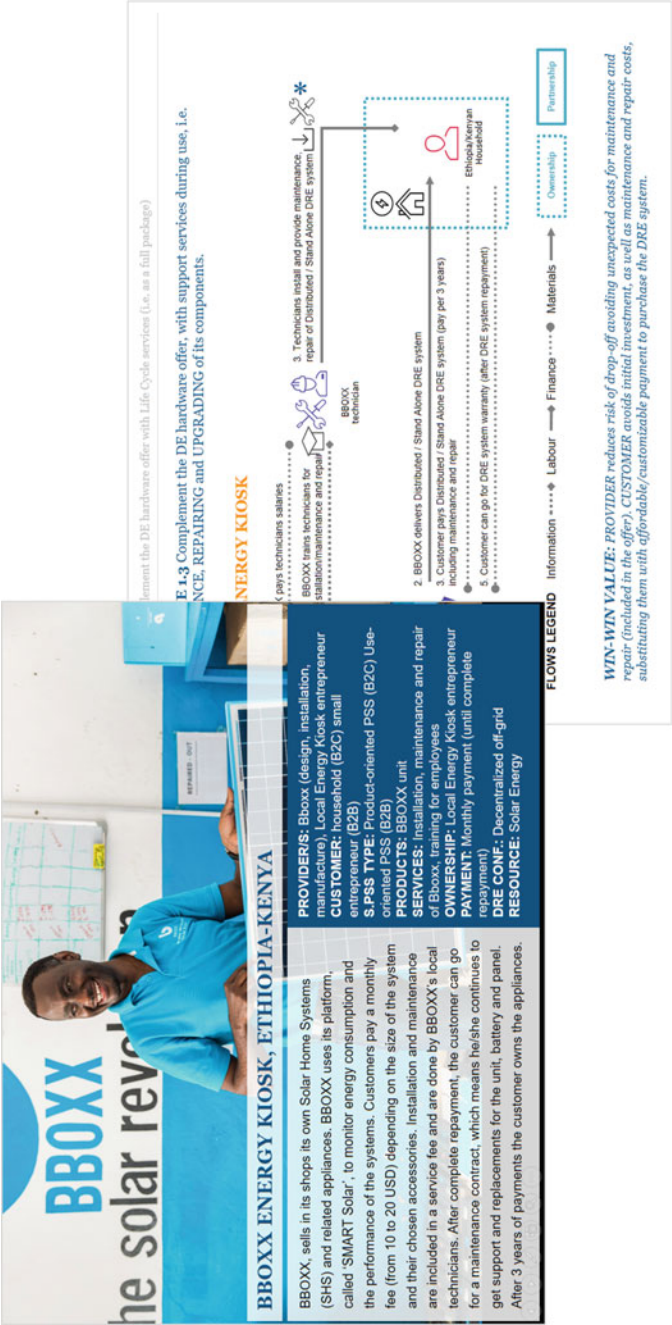 BBOXX
he solar revo
REPAIRED - OUT
BBOXX ENERGY KIOSK, ETHIOPIA-KENYA
BBOXX, sells in its shops its own Solar Home Systems
(SHS) and related appliances. BBOXX uses its platform,
called ‘SMART Solar’, to monitor energy consumption and
the performance of the systems. Customers pay a monthly
fee (from 10 to 20 USD) depending on the size of the system
and their chosen accessories. Installation and maintenance
are included in a service fee and are done by BBOXX's local
technicians. After complete repayment, the customer can go
for a maintenance contract, which means he/she continues to
get support and replacements for the unit, battery and panel.
After 3 years of payments the customer owns the appliances.
PROVIDER/S: Bboxx (design, installation,
manufacture), Local Energy Kiosk entrepreneur
CUSTOMER: household (B2C) small
entrepreneur (B2B)
S.PSS TYPE: Product-oriented PSS (B2C) Use-
oriented PSS (B2B)
PRODUCTS: BBOXX unit
SERVICES: Installation, maintenance and repair
of Bboxx, training for employees
OWNERSHIP: Local Energy Kiosk entrepreneur
PAYMENT: Monthly payment (until complete
repayment)
DRE CONF.: Decentralized off-grid
RESOURCE: Solar Energy
lement the DE hardware offer with Life Cycle services (i.e. as a full package)
E 1.3 Complement the DE hardware offer, with support services during use, i.e.
NCE, REPAIRING and UPGRADING of its components.
NERGY KIOSK
X pays technicians salaries
BBOXX trains technicians for
stallation/maintenance and repair
BBOXX
technician
3. Technicians install and provide maintenance,
repair of Distributed / Stand Alone DRE system
*
2. BBOXX delivers Distributed / Stand Alone DRE system
3. Customer pays Distributed / Stand Alone DRE system (pay per 3 years)
including maintenance and repair
5. Customer can go for DRE system warranty (after DRE system repayment)
Ethiopia/Kenyan
Household
FLOWS LEGEND Information Labour Finance Materials Ownership Partnership
WIN-WIN VALUE: PROVIDER reduces risk of drop-off avoiding unexpected costs for maintenance and
repair (included in the offer), CUSTOMER avoids initial investment, as well as maintenance and repair costs,
substituting them with affordable/customizable payment to purchase the DRE system.